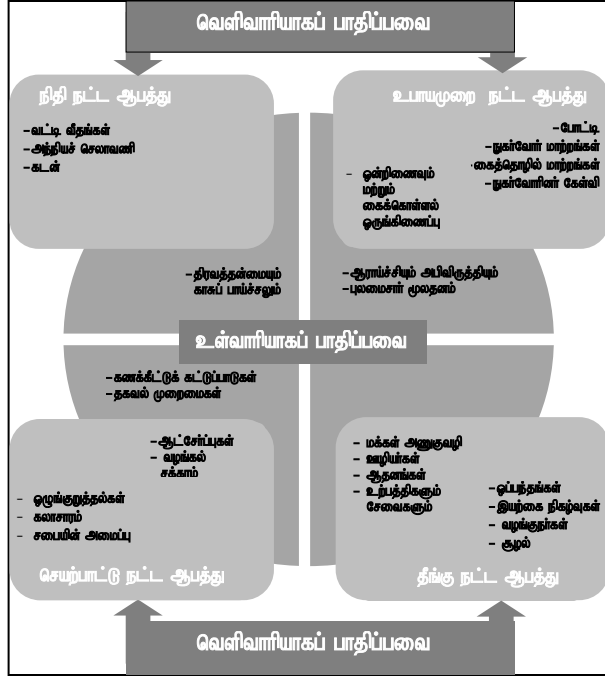 வெளிவாரியாகப் பாதிப்பவை
நிதி நட்ட ஆபத்து
-வட்டி வீதங்கள்
-அந்நியச் செலாவணி
-கடன்
உபாயமுறை நட்ட ஆபத்து
-போட்டி
-நுகர்வோர் மாற்றங்கள்
கைத்தொழில் மாற்றங்கள்
-நுகர்வோரினர் கேள்வி
- ஒன்றிணைவும்
மற்றும்
கைக்கொள்ளல்
ஒருங்கிணைப்பு
-திரவத்தன்மையும்
காசுப் பாய்ச்சலும்
-ஆராய்ச்சியும் அபிவிருத்தியும்
-புலமைசார் மூலதனம்
உள்வாரியாகப் பாதிப்பவை
-கணக்கீட்டுக் கட்டுப்பாடுகள்
-தகவல் முறைமைகள்
-ஆட்சேர்ப்புகள்
- வழங்கல்
சக்காம்
- ஒழுங்குறுத்தல்கள்
- கலாசாரம்
- சபையின் அமைப்பு
செயற்பாட்டு நட்ட ஆபத்து
- மக்கள் அணுகுவழி
- ஊழியர்கள்
- ஆதனங்கள்
- உற்பத்திகளும்
சேவைகளும்
-ஒப்பந்தங்கள்
-இயற்கை நிகழ்வுகள்
- வழங்குநர்கள்
- சூழல்
தீங்கு நட்ட ஆபத்து
வெளிவாரியாகப் பாதிப்பவை